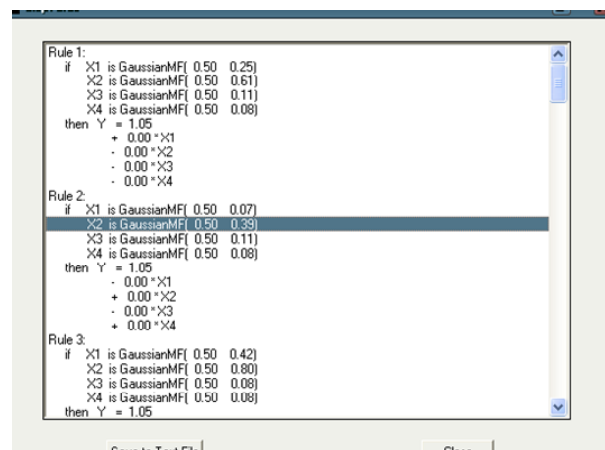 Rule 1:
if X1 is GaussianMF( 0.50 0.25)
X2 is GaussianMF( 0.50 0.61)
X3 is GaussianMF( 0.50 0.11)
X4 is GaussianMF( 0.50 0.08)
then Y = 1.05
+ 0.00 * X1
- 0.00 * X2
- 0.00 * X3
- 0.00 * X4
Rule 2:
if X1 is GaussianMF( 0.50 0.07)
X2 is GaussianMF( 0.50 0.39)
X3 is GaussianMF( 0.50 0.11)
X4 is GaussianMF( 0.50 0.08)
then Y = 1.05
- 0.00 * X1
+ 0.00 * X2
- 0.00 * X3
+ 0.00 * X4
Rule 3:
if X1 is GaussianMF( 0.50 0.42)
X2 is GaussianMF( 0.50 0.80)
X3 is GaussianMF( 0.50 0.08)
X4 is GaussianMF( 0.50 0.08)
then Y = 1.05
Save to Text File
Close